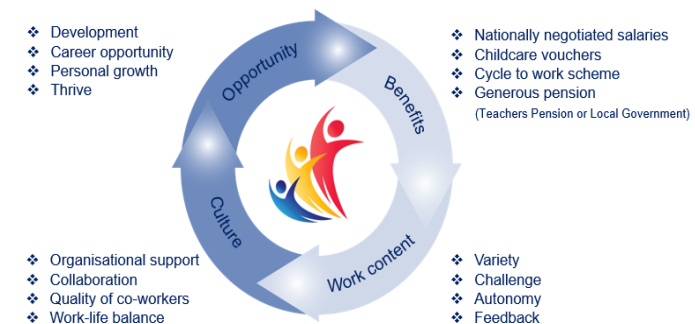 Development
Career opportunity
Personal growth
Thrive
Opportunity
Benefits
Nationally negotiated salaries
Childcare vouchers
Cycle to work scheme
Generous pension
(Teachers Pension or Local Government)
Culture
Work content
Organisational support
Collaboration
Quality of co-workers
Work-life balance
Variety
Challenge
Autonomy
Feedback